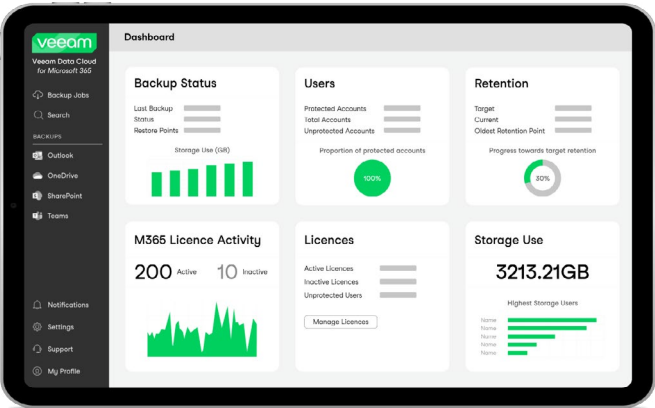 veeam
Veeam Data Cloud
for Microsoft 365
Backup Jobs
Search
BACKUPS
Outlook
OneDrive
SharePoint
Teams
Notifications
Settings
Support
My Profile
Dashboard
Backup Status
Last Backup
Status
Restore Points
Storage Use (GB)
Users
Protected Accounts
Total Accounts
Unprotected Accounts
Proportion of protected accounts
100%
Retention
Target
Current
Oldest Retention Point
Progress towards target retention
30%
M365 Licence Activity
200 Active 10 Inactive
Licences
Active Licences
Inactive Licences
Unprotected Users
Manage Licences
Storage Use
3213.21GB
Highest Storage Users
Name
Name
Name
Name
Name